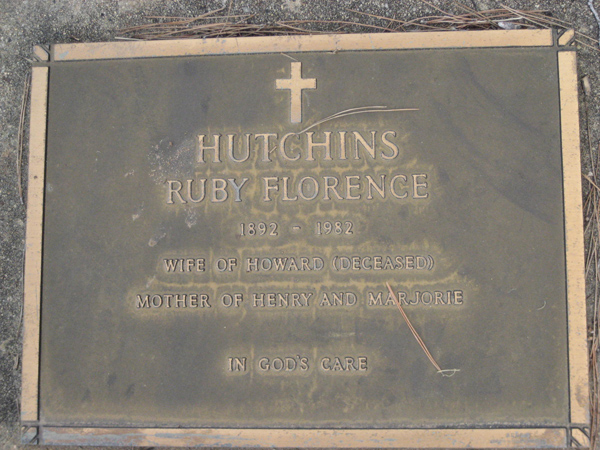 HUTCHINS
RUBY FLORENCE
1892 - 1982
WIFE OF HOWARD (DECEASED)
MOTHER OF HENRY AND MARJORIE
IN GOD'S CARE